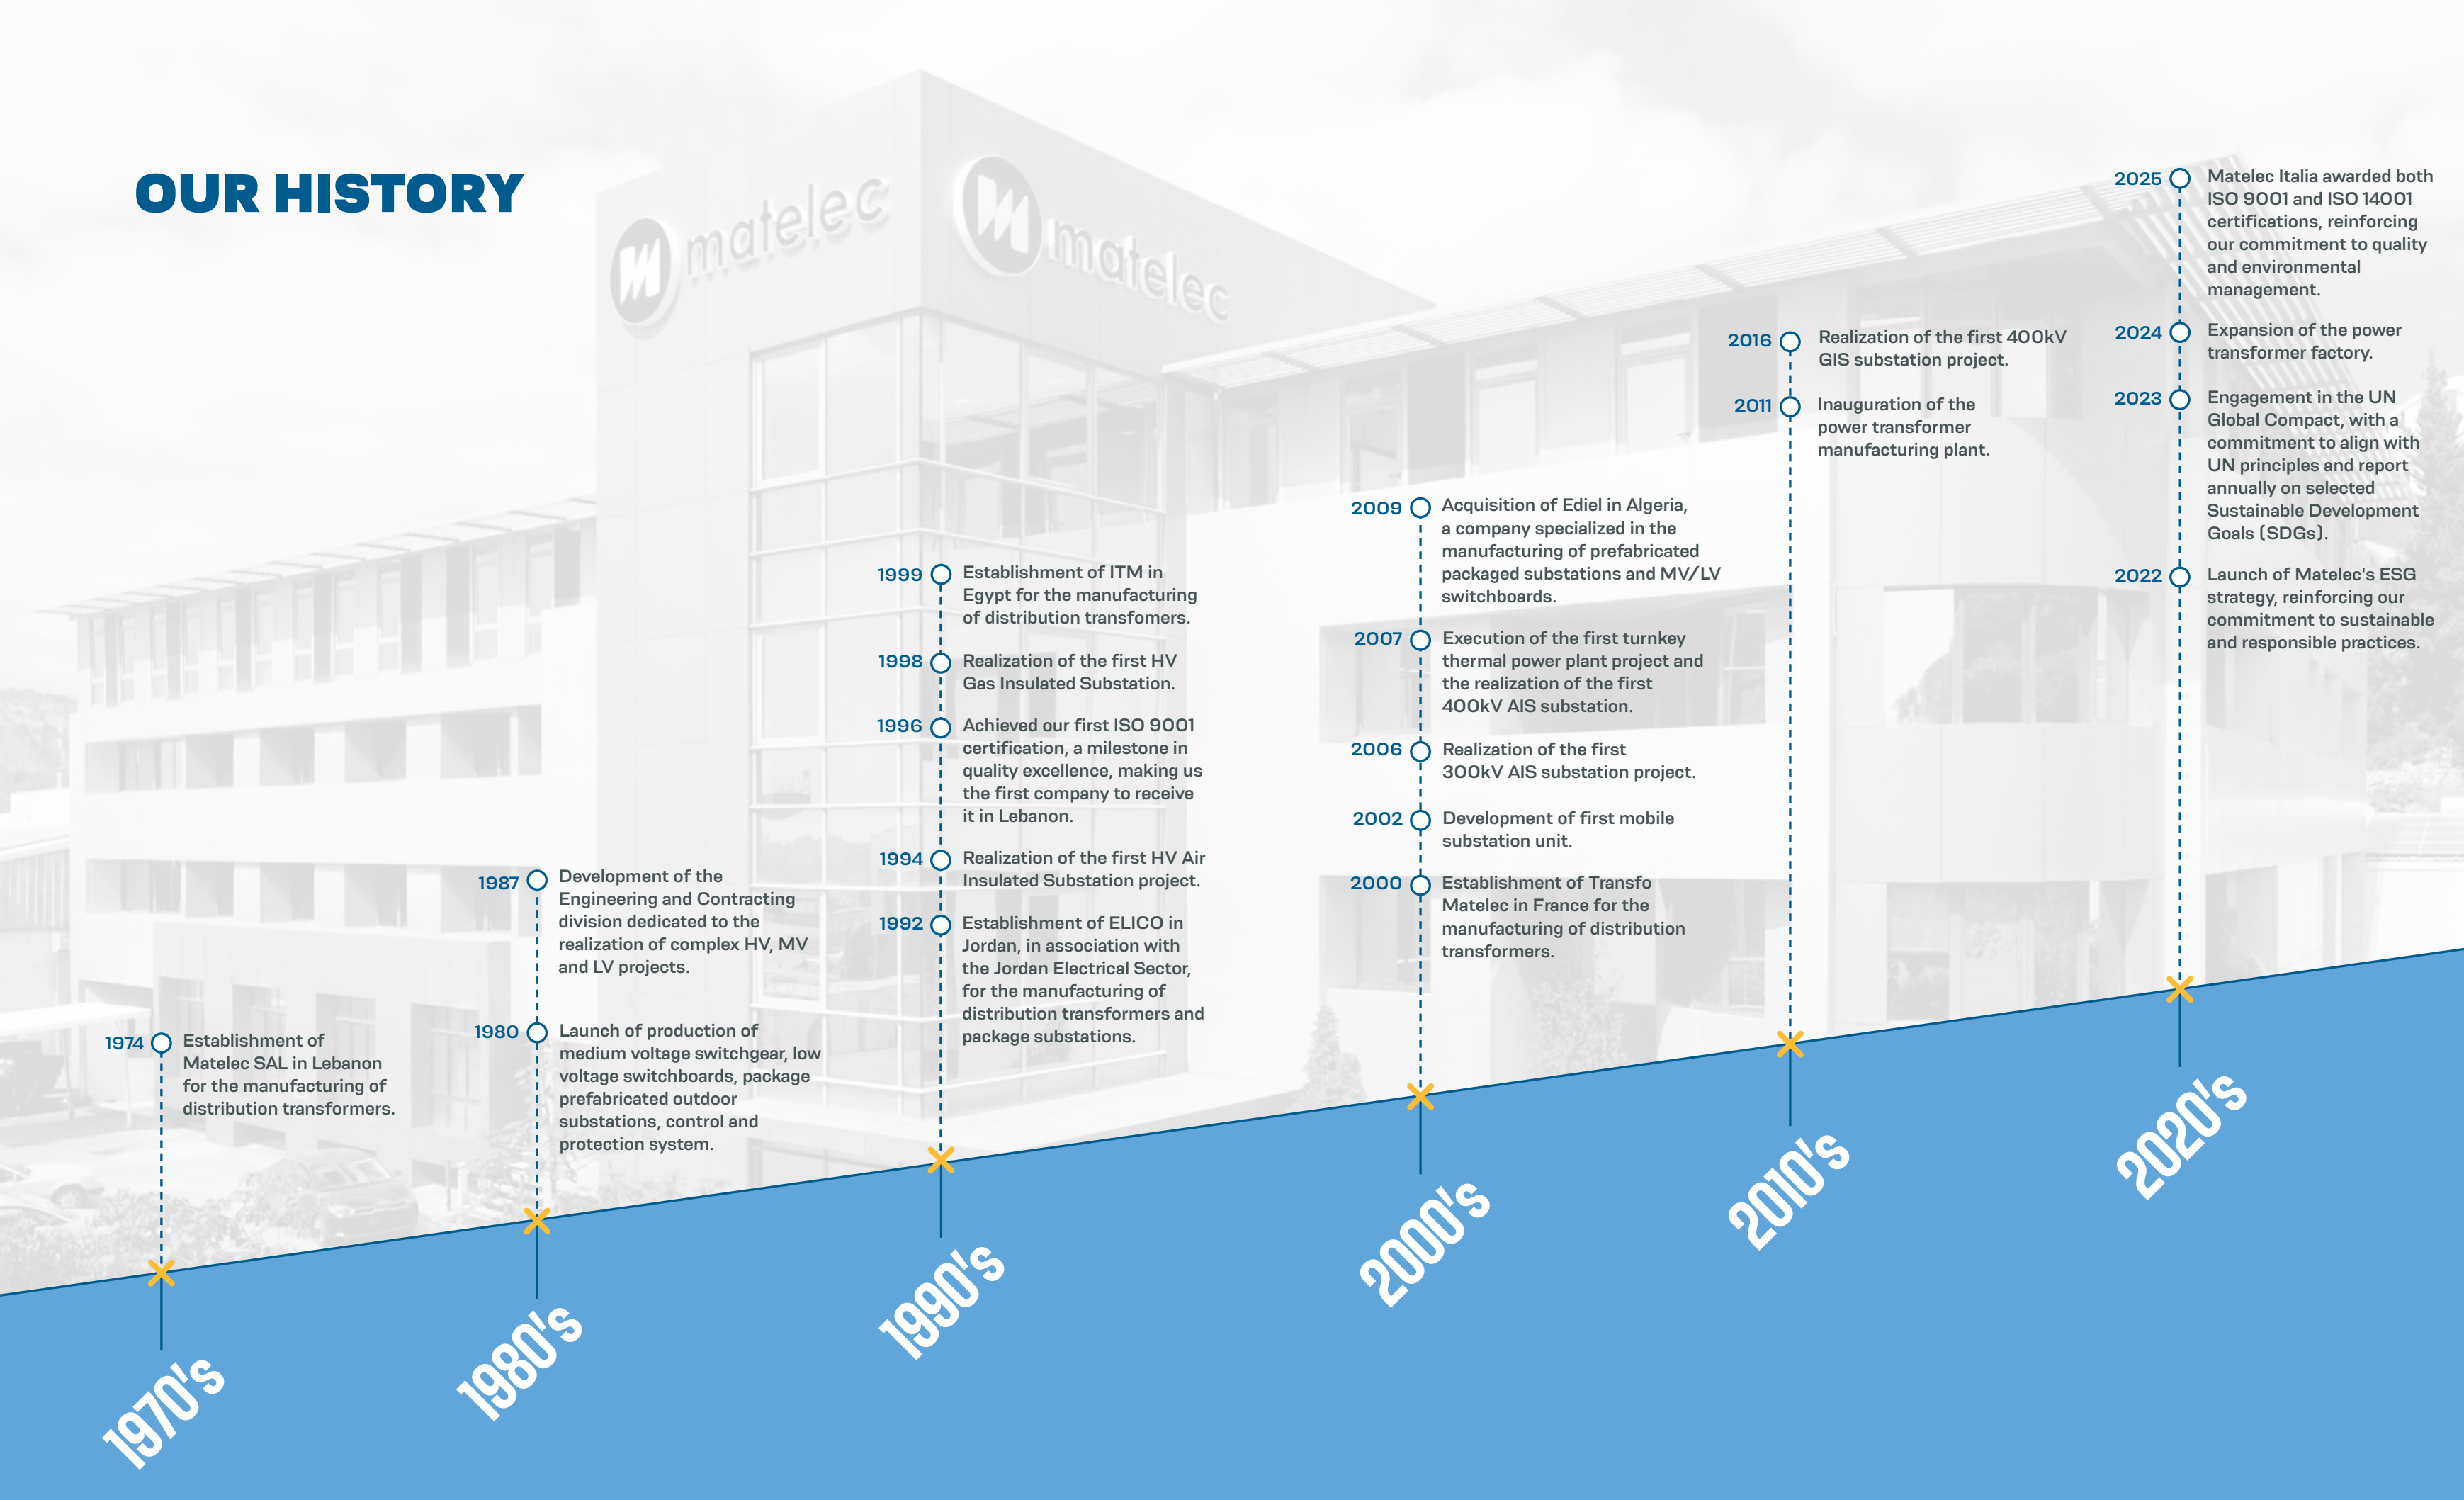 OUR HISTORY
matelec
matelec
1974
Establishment of
Matelec SAL in Lebanon
for the manufacturing of
distribution transformers.
1970's
1987
Development of the
Engineering and Contracting
division dedicated to the
realization of complex HV, MV
and LV projects.
1980
Launch of production of
medium voltage switchgear, low
voltage switchboards, package
prefabricated outdoor
substations, control and
protection system.
1980's
1999
Establishment of ITM in
Egypt for the manufacturing
of distribution transfomers.
1998
Realization of the first HV
Gas Insulated Substation.
1996
Achieved our first ISO 9001
certification, a milestone in
quality excellence, making us
the first company to receive
it in Lebanon.
1994
Realization of the first HV Air
Insulated Substation project.
1992
Establishment of ELICO in
Jordan, in association with
the Jordan Electrical Sector,
for the manufacturing of
distribution transformers and
package substations.
1990's
2009
Acquisition of Ediel in Algeria,
a company specialized in the
manufacturing of prefabricated
packaged substations and MV/LV
switchboards.
2007
Execution of the first turnkey
thermal power plant project and
the realization of the first
400kV AIS substation.
2006
Realization of the first
300kV AIS substation project.
2002
Development of first mobile
substation unit.
2000
Establishment of Transfo
Matelec in France for the
manufacturing of distribution
transformers.
2000's
2016
Realization of the first 400kV
GIS substation project.
2011
Inauguration of the
power transformer
manufacturing plant.
2010's
2025
Matelec Italia awarded both
ISO 9001 and ISO 14001
certifications, reinforcing
our commitment to quality
and environmental
management.
2024
Expansion of the power
transformer factory.
2023
Engagement in the UN
Global Compact, with a
commitment to align with
UN principles and report
annually on selected
Sustainable Development
Goals (SDGs).
2022
Launch of Matelec's ESG
strategy, reinforcing our
commitment to sustainable
and responsible practices.
2020's